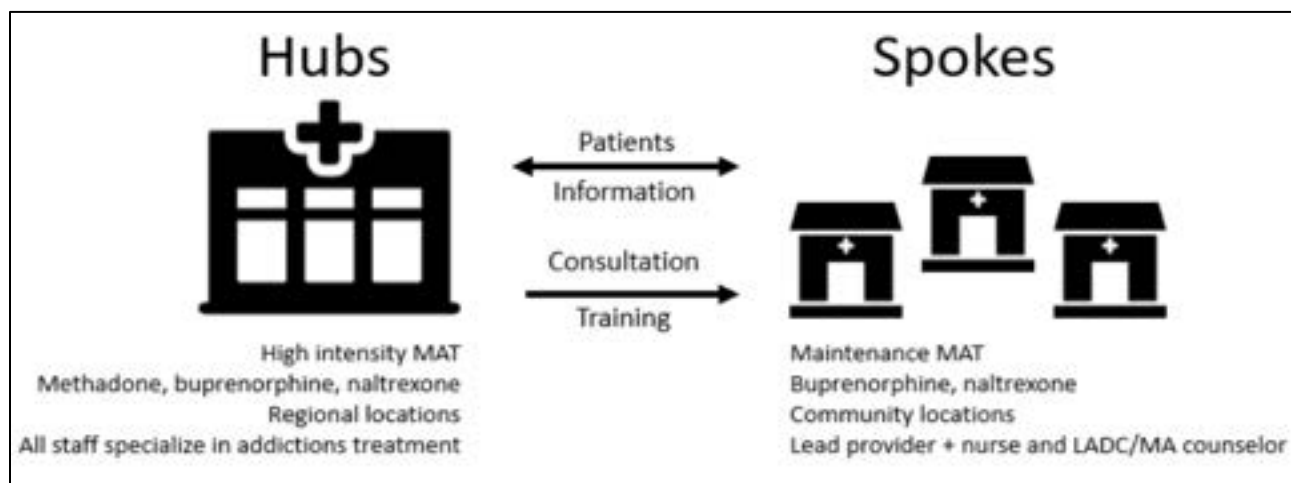 Hubs
Spokes
Patients
Information
Consultation
Training
High intensity MAT
Methadone, buprenorphine, naltrexone
Regional locations
All staff specialize in addictions treatment
Maintenance MAT
Buprenorphine, naltrexone
Community locations
Lead provider + nurse and LADC/MA counselor